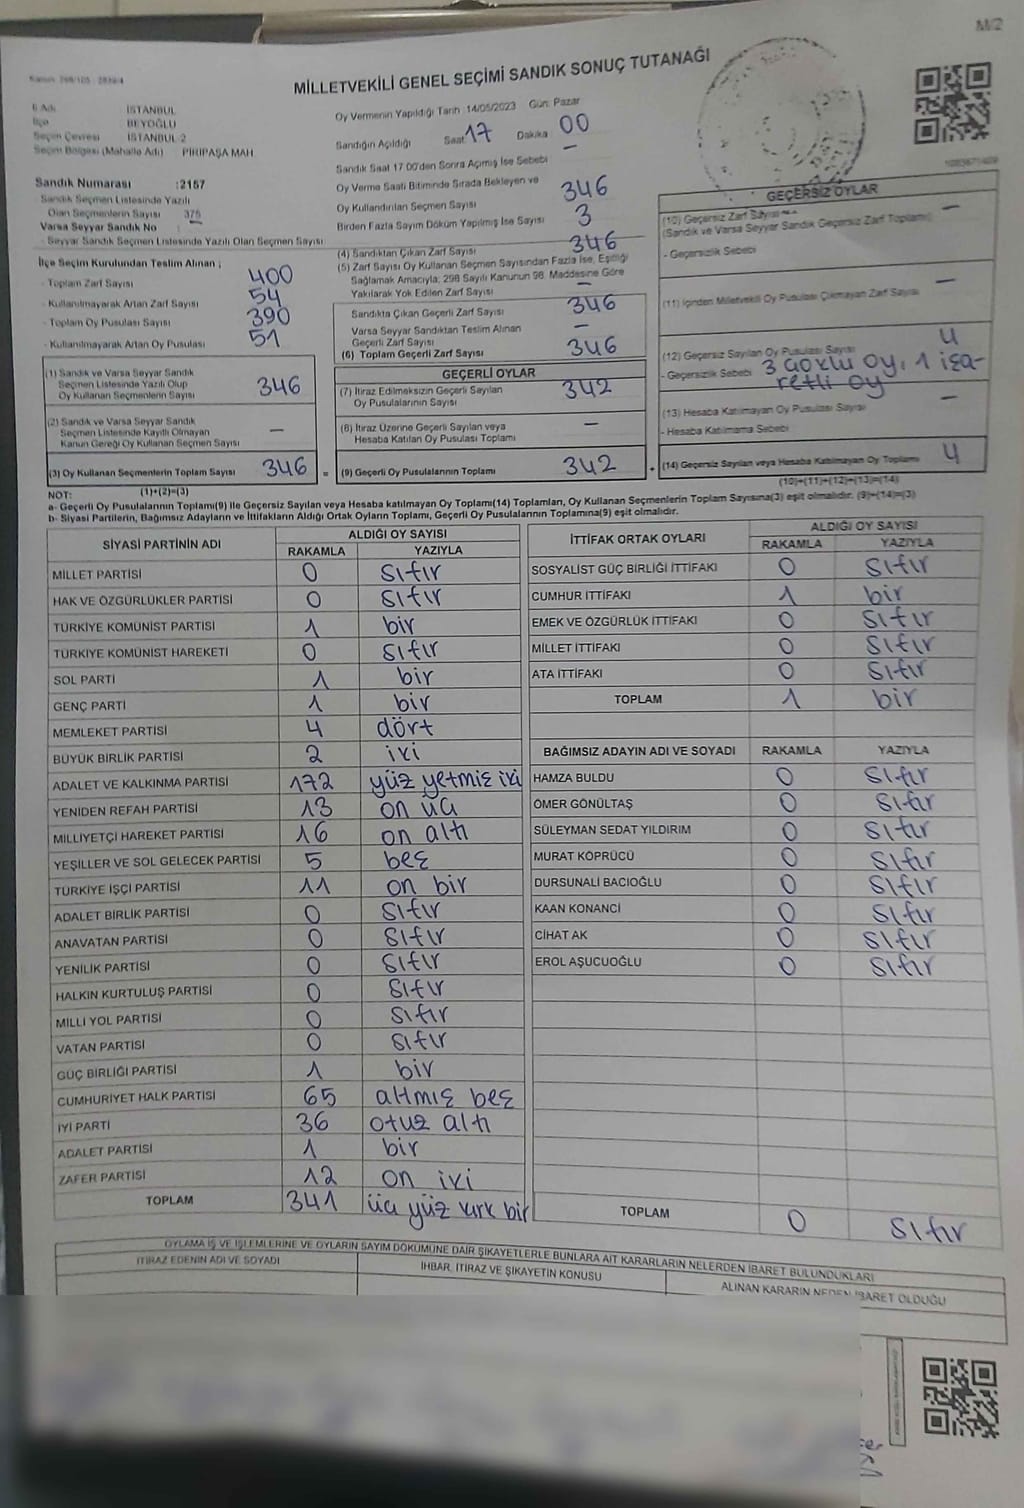 M/2
MİLLETVEKİLİ GENEL SEÇİMİ SANDIK SONUÇ TUTANAĞI
İSTANBUL
İlçe BEYOĞLU
Seçim Çevresi İSTANBUL 2
Seçim Bölgesi (Mahalle Adı) PİRİPAŞA MAH
Sandık Numarası :2157
Sandık Seçmen Listesinde Yazılı
Olan Seçmenlerin Sayısı 375
Varsa Seyyar Sandık No
- Seyyar Sandık Seçmen Listesinde Yazılı Olan Seçmen Sayısı
İlçe Seçim Kurulundan Teslim Alınan ;
- Toplam Zarf Sayısı 400
- Kullanılmayarak Artan Zarf Sayısı 54
- Toplam Oy Pusulası Sayısı 390
- Kullanılmayarak Artan Oy Pusulası 51
(1) Sandık ve Varsa Seyyar Sandık
Seçmen Listesinde Yazılı Olup
Oy Kullanan Seçmenlerin Sayısı 346
(2) Sandık ve Varsa Seyyar Sandık
Seçmen Listesinde Kayıtlı Olmayan
Kanun Gereği Oy Kullanan Seçmen Sayısı —
(3) Oy Kullanan Seçmenlerin Toplam Sayısı 346 =
(1)+(2)=(3)
Oy Vermenin Yapıldığı Tarih :14/05/2023 Gün: Pazar
Sandığın Açıldığı Saat 17 Dakika 00
Sandık Saat 17 00'den Sonra Açımış İse Sebebi —
Oy Verme Saati Bitiminde Sırada Bekleyen ve
Oy Kullandırılan Seçmen Sayısı 346
Birden Fazla Sayım Döküm Yapılmış İse Sayısı 3
(4) Sandıktan Çıkan Zarf Sayısı 346
(5) Zarf Sayısı Oy Kullanan Seçmen Sayısından Fazla İse, Eşitliği
Sağlamak Amacıyla; 298 Sayılı Kanunun 98. Maddesine Göre
Yakılarak Yok Edilen Zarf Sayısı —
Sandıkta Çıkan Geçerli Zarf Sayısı 346
Varsa Seyyar Sandıktan Teslim Alınan
Geçerli Zarf Sayısı —
(6) Toplam Geçerli Zarf Sayısı 346
GEÇERLİ OYLAR
(7) İtiraz Edilmeksizin Geçerli Sayılan
Oy Pusulalarının Sayısı 342
(8) İtiraz Üzerine Geçerli Sayılan veya
Hesaba Katılan Oy Pusulası Toplamı —
(9) Geçerli Oy Pusulalarının Toplamı 342 +
GEÇERSİZ OYLAR
(10) Geçersiz Zarf Sayısı —
(Sandık ve Varsa Seyyar Sandık Geçersiz Zarf Toplamı)
- Geçersizlik Sebebi —
(11) İçinden Milletvekili Oy Pusulası Çıkmayan Zarf Sayısı —
(12) Geçersiz Sayılan Oy Pusulası Sayısı 4
- Geçersizlik Sebebi 3 çoklu oy, 1 işa-
retli oy
(13) Hesaba Katılmayan Oy Pusulası Sayısı —
- Hesaba Katılmama Sebebi
(14) Geçersiz Sayılan veya Hesaba Katılmayan Oy Toplamı 4
(10)+(11)+(12)+(13)=(14)
NOT:
a- Geçerli Oy Pusulalarının Toplamı(9) ile Geçersiz Sayılan veya Hesaba katılmayan Oy Toplamı(14) Toplamları, Oy Kullanan Seçmenlerin Toplam Sayısına(3) eşit olmalıdır. (9)+(14)=(3)
b- Siyasi Partilerin, Bağımsız Adayların ve İttifakların Aldığı Ortak Oyların Toplamı, Geçerli Oy Pusulalarının Toplamına(9) eşit olmalıdır.
SİYASİ PARTİNİN ADI ALDIĞI OY SAYISI
RAKAMLA YAZIYLA
MİLLET PARTİSİ 0 sıfır
HAK VE ÖZGÜRLÜKLER PARTİSİ 0 sıfır
TÜRKİYE KOMÜNİST PARTİSİ 1 bir
TÜRKİYE KOMÜNİST HAREKETİ 0 sıfır
SOL PARTİ 1 bir
GENÇ PARTİ 1 bir
MEMLEKET PARTİSİ 4 dört
BÜYÜK BİRLİK PARTİSİ 2 iki
ADALET VE KALKINMA PARTİSİ 172 yüz yetmiş iki
YENİDEN REFAH PARTİSİ 13 on üç
MİLLİYETÇİ HAREKET PARTİSİ 16 on altı
YEŞİLLER VE SOL GELECEK PARTİSİ 5 beş
TÜRKİYE İŞÇİ PARTİSİ 11 on bir
ADALET BİRLİK PARTİSİ 0 sıfır
ANAVATAN PARTİSİ 0 sıfır
YENİLİK PARTİSİ 0 sıfır
HALKIN KURTULUŞ PARTİSİ 0 sıfır
MİLLİ YOL PARTİSİ 0 sıfır
VATAN PARTİSİ 0 sıfır
GÜÇ BİRLİĞİ PARTİSİ 1 bir
CUMHURİYET HALK PARTİSİ 65 altmış beş
İYİ PARTİ 36 otuz altı
ADALET PARTİSİ 1 bir
ZAFER PARTİSİ 12 on iki
TOPLAM 341 üç yüz kırk bir
İTTİFAK ORTAK OYLARI ALDIĞI OY SAYISI
RAKAMLA YAZIYLA
SOSYALİST GÜÇ BİRLİĞİ İTTİFAKI 0 sıfır
CUMHUR İTTİFAKI 1 bir
EMEK VE ÖZGÜRLÜK İTTİFAKI 0 sıfır
MİLLET İTTİFAKI 0 sıfır
ATA İTTİFAKI 0 sıfır
TOPLAM 1 bir
BAĞIMSIZ ADAYIN ADI VE SOYADI RAKAMLA YAZIYLA
HAMZA BULDU 0 sıfır
ÖMER GÖNÜLTAŞ 0 sıfır
SÜLEYMAN SEDAT YILDIRIM 0 sıfır
MURAT KÖPRÜCÜ 0 sıfır
DURSUNALİ BACIOĞLU 0 sıfır
KAAN KONANCİ 0 sıfır
CİHAT AK 0 sıfır
EROL AŞUCUOĞLU 0 sıfır
TOPLAM 0 sıfır
OYLAMA İŞ VE İŞLEMLERİNE VE OYLARIN SAYIM DÖKÜMÜNE DAİR ŞİKAYETLERLE BUNLARA AİT KARARLARIN NELERDEN İBARET BULUNDUKLARI
İTİRAZ EDENİN ADI VE SOYADI
İHBAR, İTİRAZ VE ŞİKAYETİN KONUSU
ALINAN KARARIN NEDEN İBARET OLDUĞU